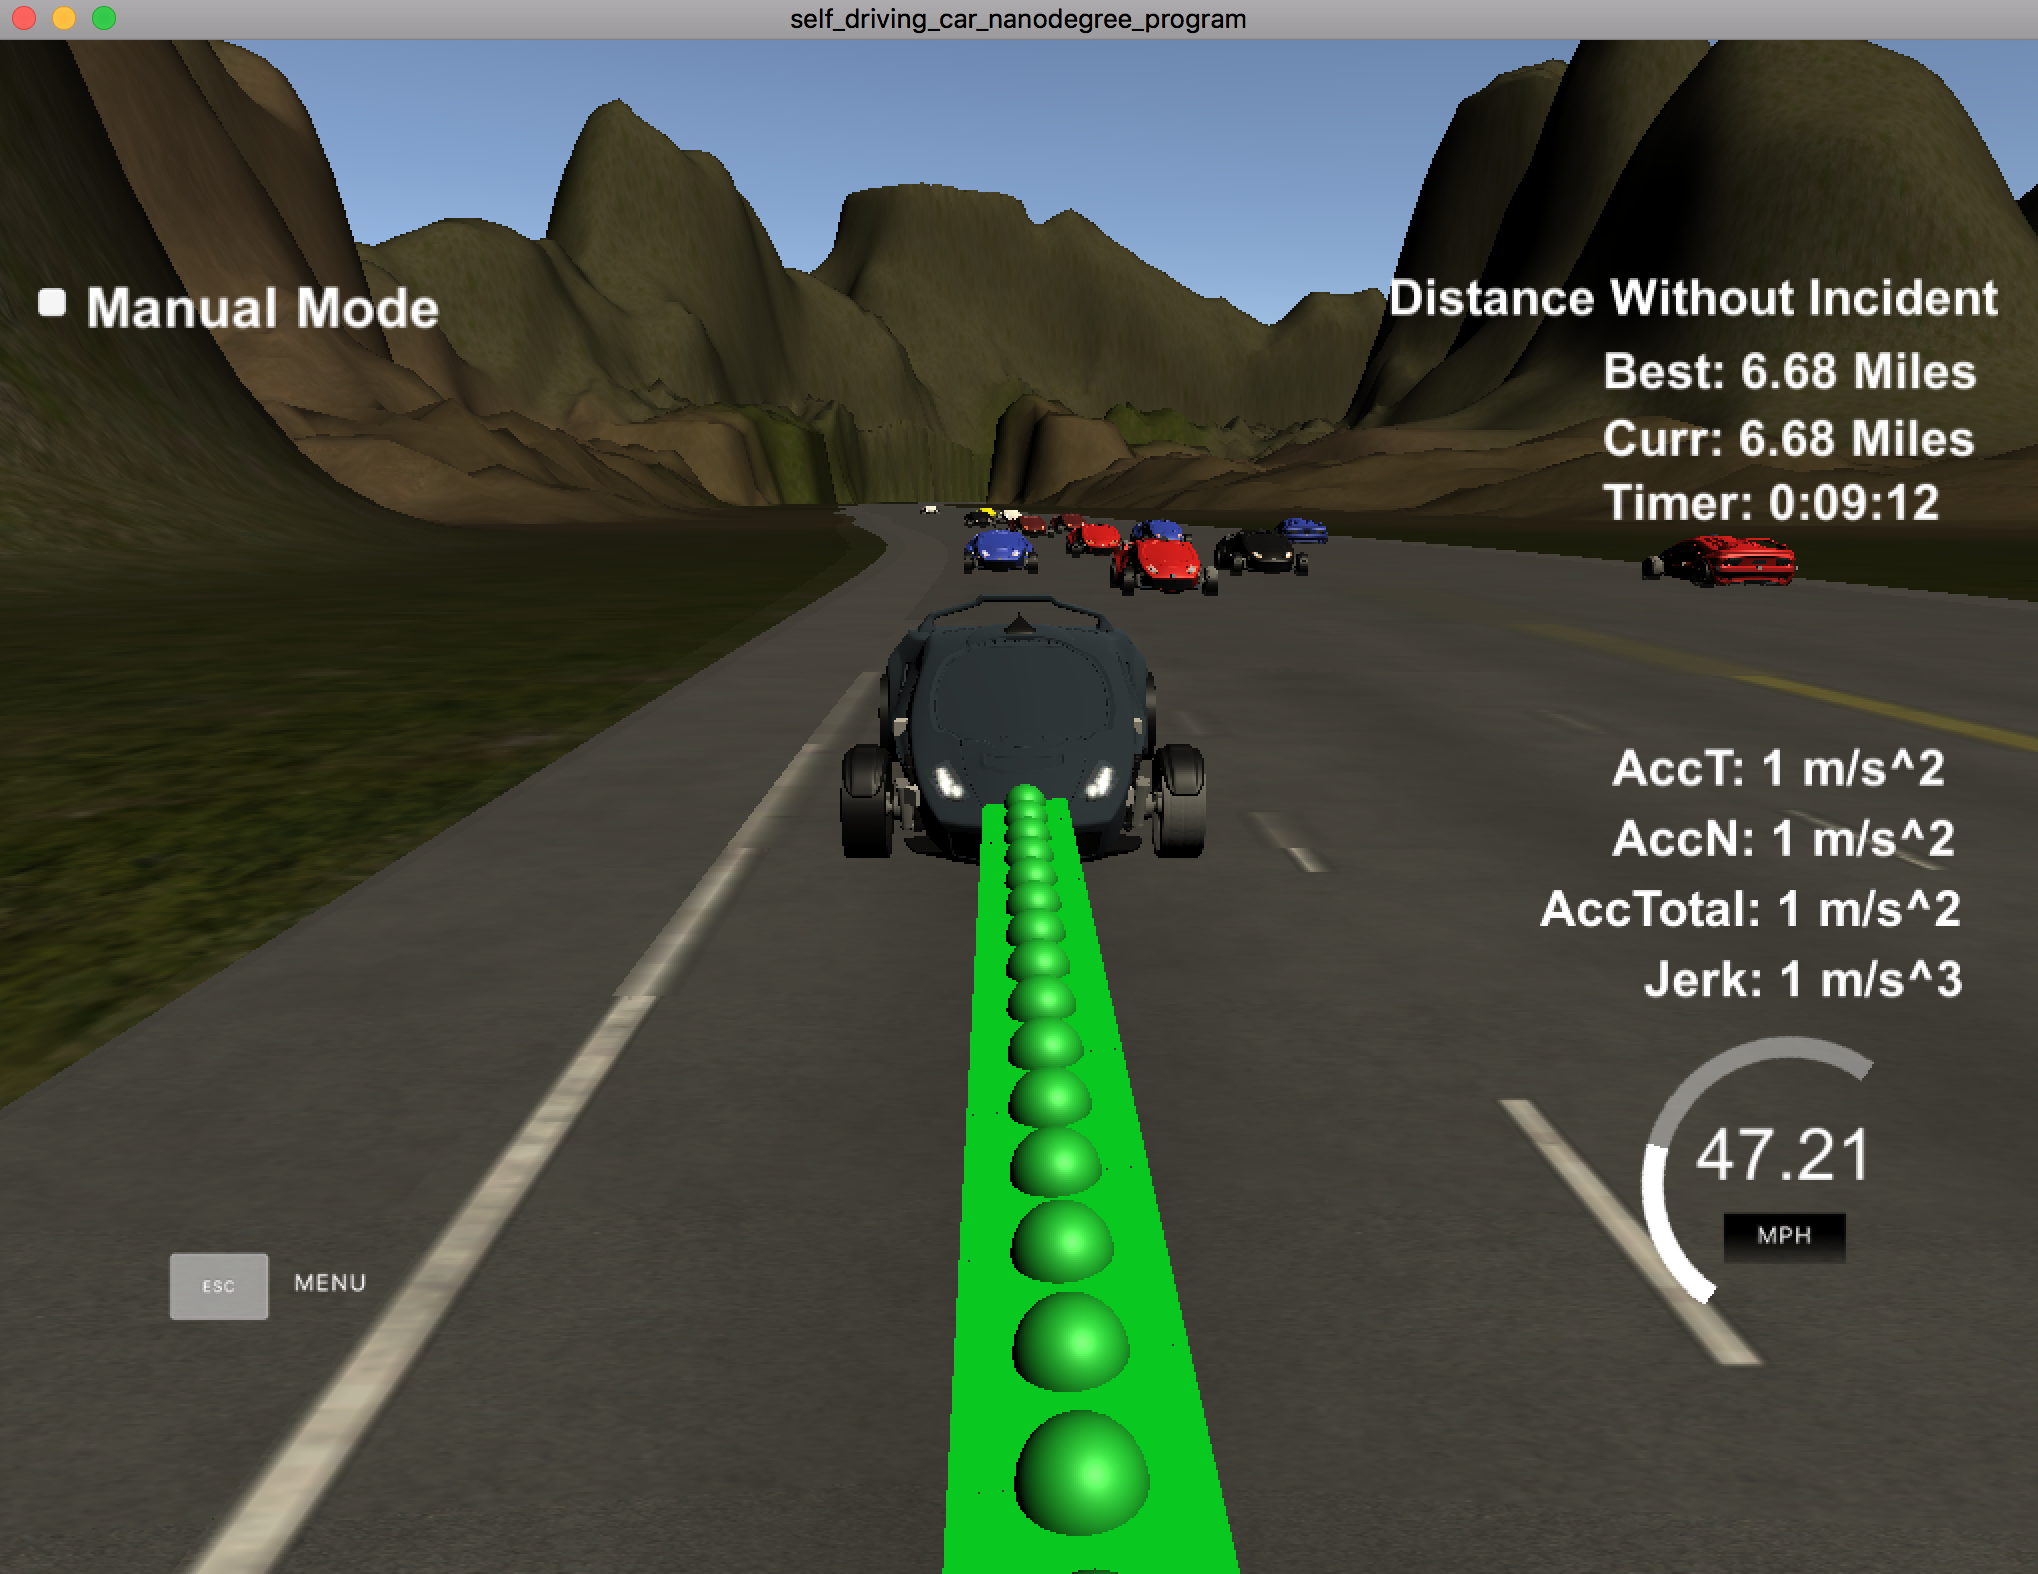 self_driving_car_nanodegree_program
Manual Mode
Distance Without Incident
Best: 6.68 Miles
Curr: 6.68 Miles
Timer: 0:09:12
AccT: 1 m/s^2
AccN: 1 m/s^2
AccTotal: 1 m/s^2
Jerk: 1 m/s^3
47.21
MPH
ESC MENU